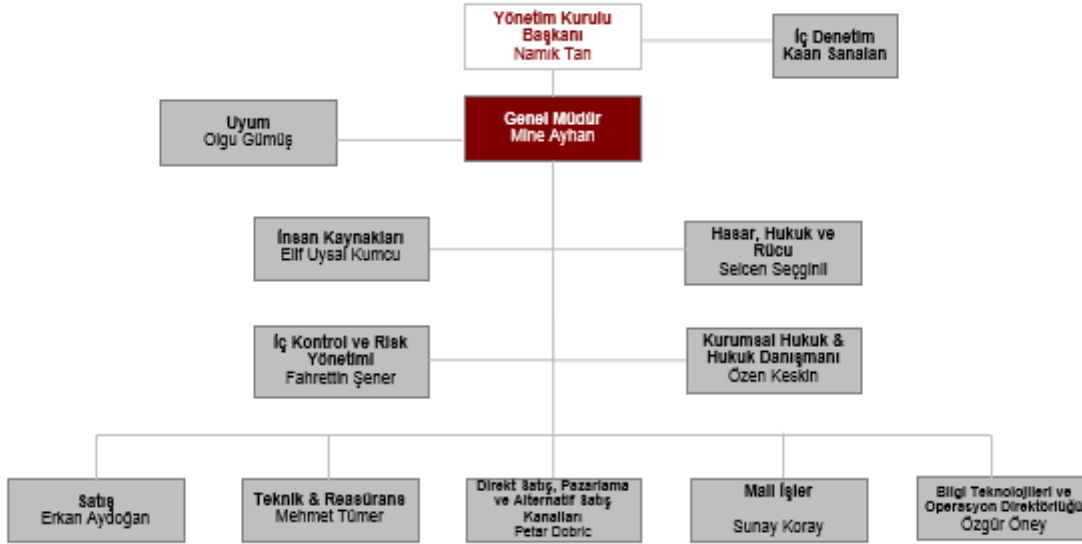 Yönetim Kurulu
Başkanı
Namık Tan
İç Denetim
Kaan Sanalan
Uyum
Olgu Gümüş
Genel Müdür
Mine Ayhan
İnsan Kaynakları
Elif Uysal Kumcu
Hasar, Hukuk ve
Rücu
Selcen Seçginli
İç Kontrol ve Risk
Yönetimi
Fahrettin Şener
Kurumsal Hukuk &
Hukuk Danışmanı
Özen Keskin
Satış
Erkan Aydoğan
Teknik & Reasürans
Mehmet Tümer
Direkt Satış, Pazarlama
ve Alternatif Satış
Kanalları
Petar Dobric
Mali İşler
Sunay Koray
Bilgi Teknolojileri ve
Operasyon Direktörlüğü
Özgür Öney